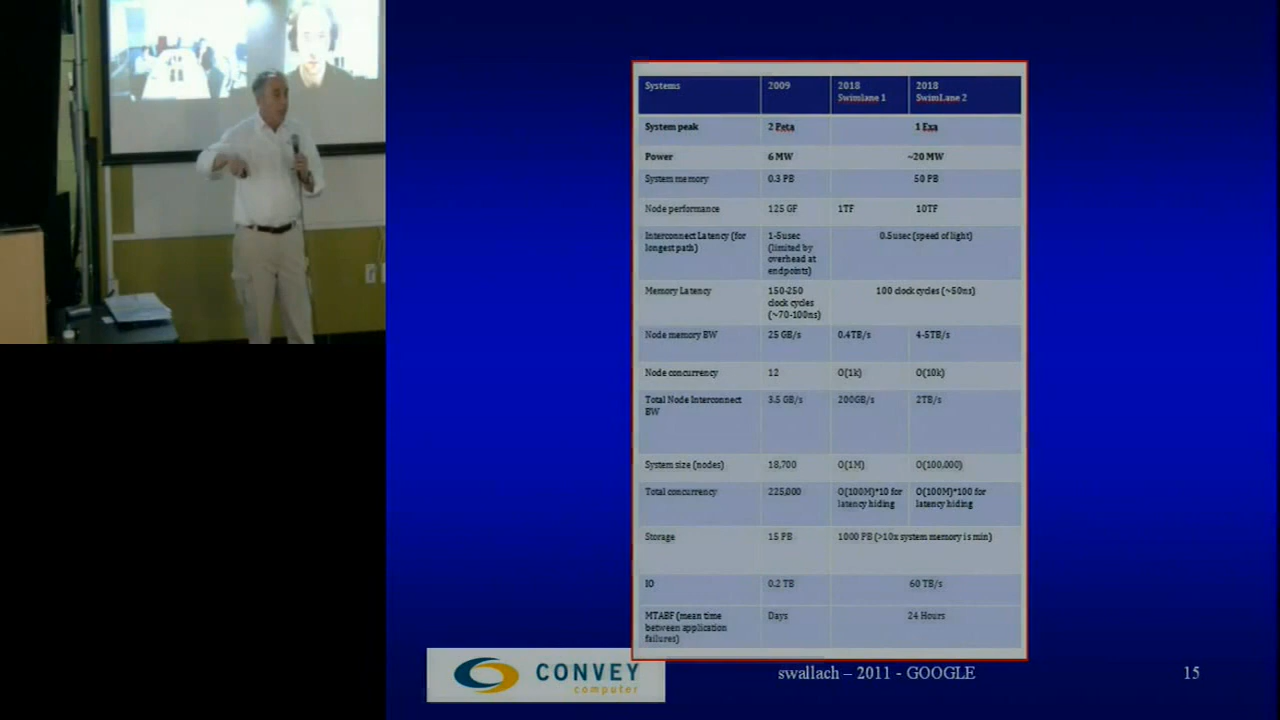 Systems 2009 2018 Swimlane 1 2018 SwimLane 2
System peak 2 Peta 1 Exa
Power 6 MW ~20 MW
System memory 0.3 PB 50 PB
Node performance 125 GF 1TF 10TF
Interconnect Latency (for longest path) 1-5usec (limited by overhead at endpoints) 0.5usec (speed of light)
Memory Latency 150-250 clock cycles (~70-100ns) 100 clock cycles (~50ns)
Node memory BW 25 GB/s 0.4TB/s 4-5TB/s
Node concurrency 12 O(1k) O(10k)
Total Node Interconnect BW 3.5 GB/s 200GB/s 2TB/s
System size (nodes) 18,700 O(1M) O(100,000)
Total concurrency 225,000 O(100M)*10 for latency hiding O(100M)*100 for latency hiding
Storage 15 PB 1000 PB (>10x system memory is min)
IO 0.2 TB 60 TB/s
MTABF (mean time between application failures) Days 24 Hours
CONVEY
computer
swallach – 2011 - GOOGLE
15